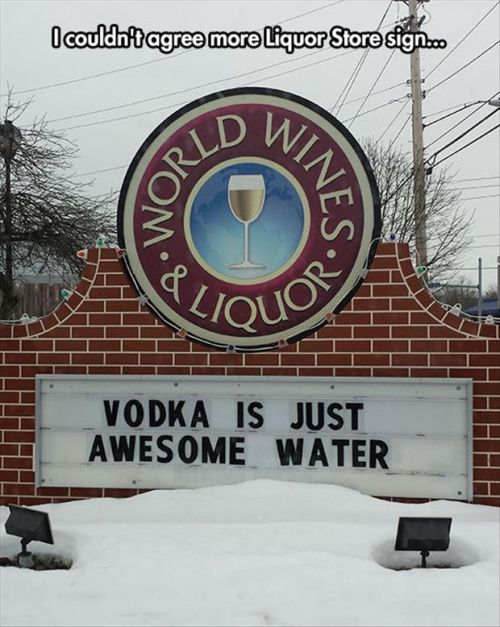 I couldn't agree more Liquor Store sign...
WORLD WINES
& LIQUOR
VODKA IS JUST
AWESOME WATER